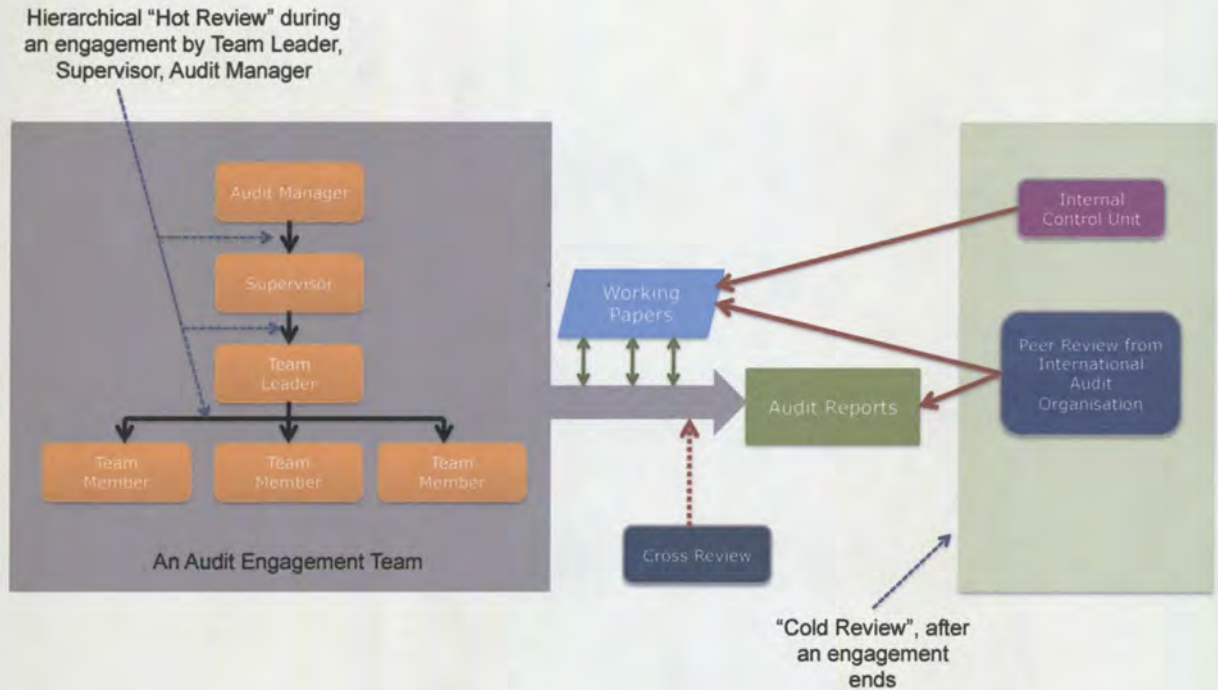 Hierarchical “Hot Review” during
an engagement by Team Leader,
Supervisor, Audit Manager
Audit Manager
Supervisor
Team
Leader
Team
Member
Team
Member
Team
Member
An Audit Engagement Team
Working
Papers
Audit Reports
Cross Review
Internal
Control Unit
Peer Review from
International
Audit
Organisation
“Cold Review”, after
an engagement
ends